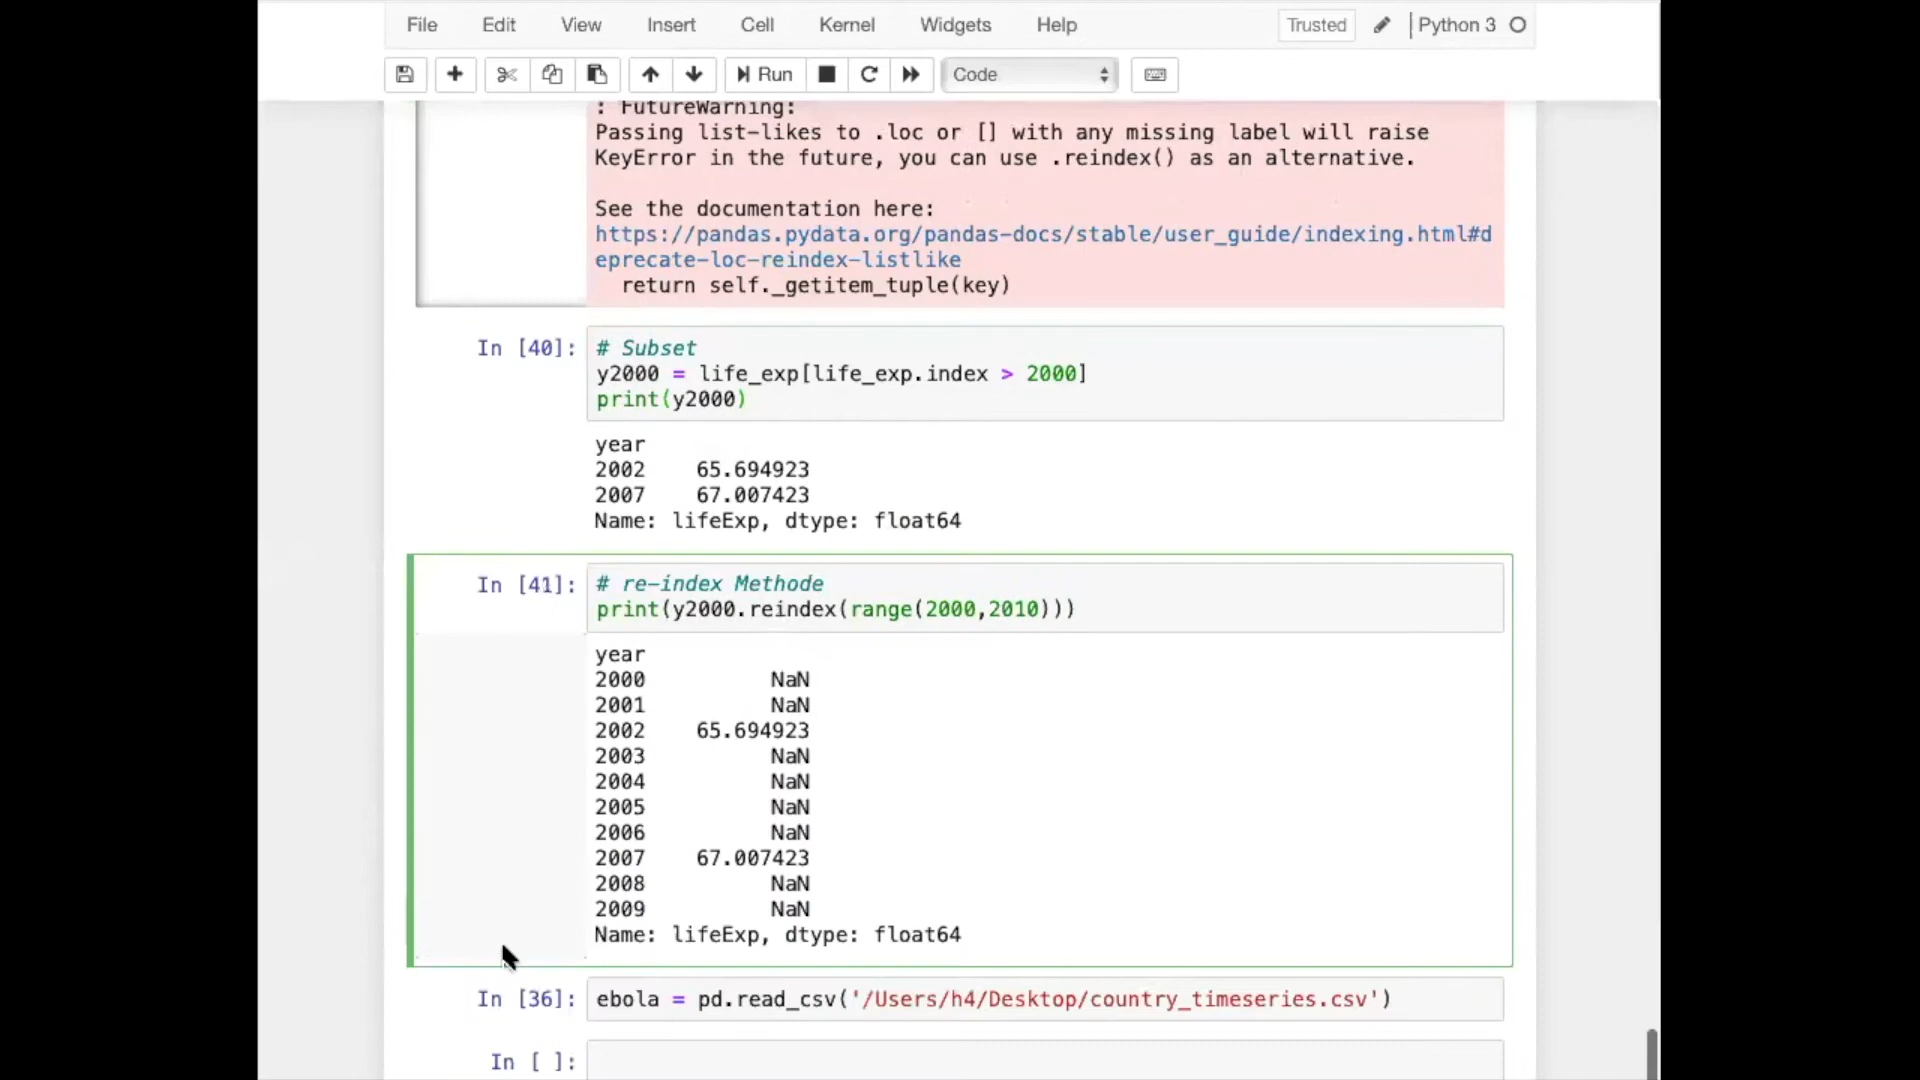 File Edit View Insert Cell Kernel Widgets Help Trusted Python 3
Run Code
: FutureWarning:
Passing list-likes to .loc or [] with any missing label will raise
KeyError in the future, you can use .reindex() as an alternative.
See the documentation here:
https://pandas.pydata.org/pandas-docs/stable/user_guide/indexing.html#d
eprecate-loc-reindex-listlike
return self._getitem_tuple(key)
In [40]: # Subset
y2000 = life_exp[life_exp.index > 2000]
print(y2000)
year
2002 65.694923
2007 67.007423
Name: lifeExp, dtype: float64
In [41]: # re-index Methode
print(y2000.reindex(range(2000,2010)))
year
2000 NaN
2001 NaN
2002 65.694923
2003 NaN
2004 NaN
2005 NaN
2006 NaN
2007 67.007423
2008 NaN
2009 NaN
Name: lifeExp, dtype: float64
In [36]: ebola = pd.read_csv('/Users/h4/Desktop/country_timeseries.csv')
In [ ]: